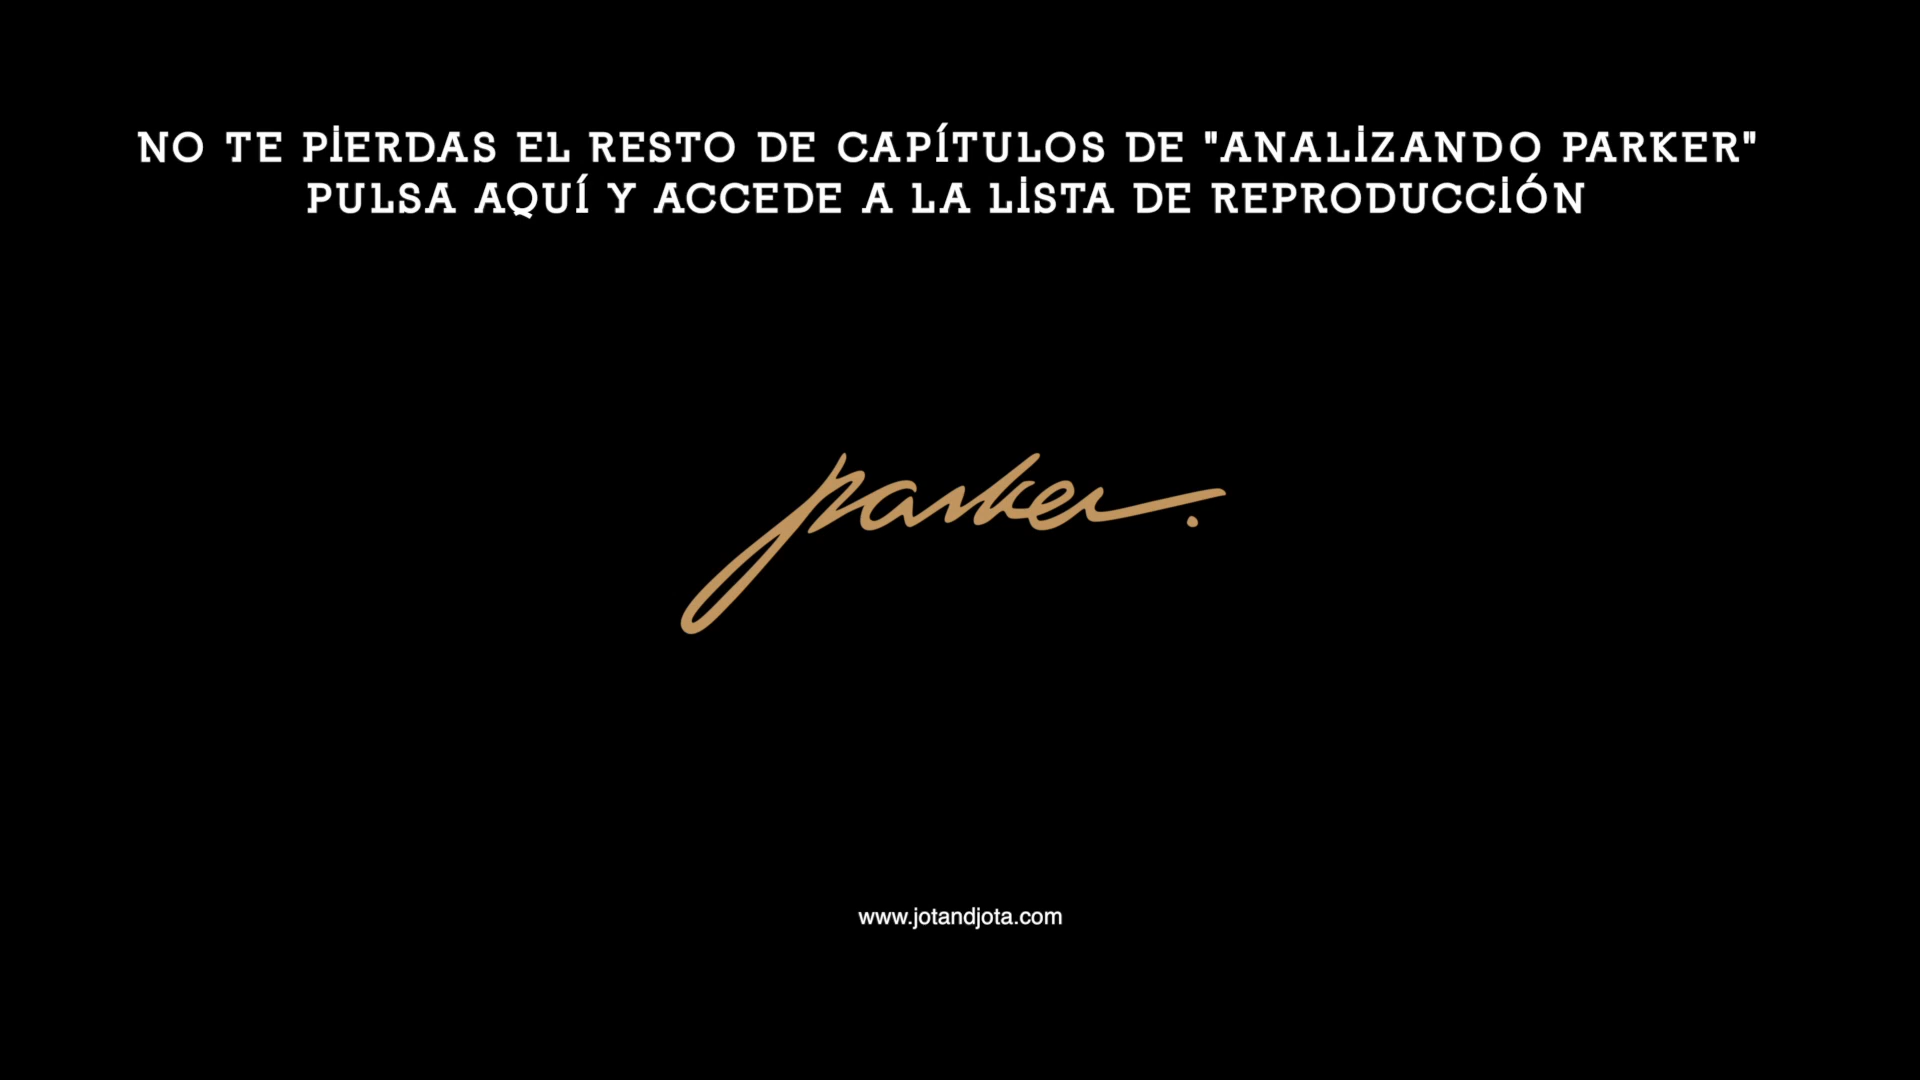 NO TE PIERDAS EL RESTO DE CAPÍTULOS DE "ANALIZANDO PARKER"
PULSA AQUÍ Y ACCEDE A LA LISTA DE REPRODUCCIÓN
parker.
www.jotandjota.com